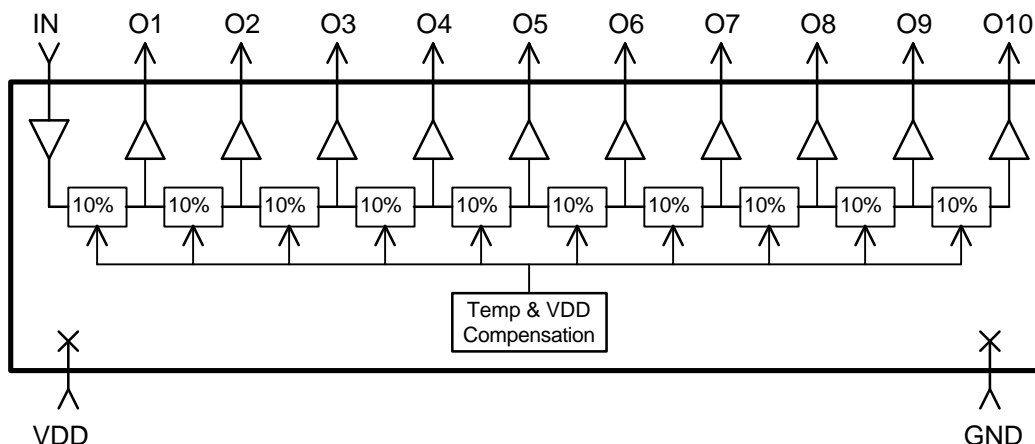 IN O1 O2 O3 O4 O5 O6 O7 O8 O9 O10
10% 10% 10% 10% 10% 10% 10% 10% 10% 10%
Temp & VDD
Compensation
VDD GND